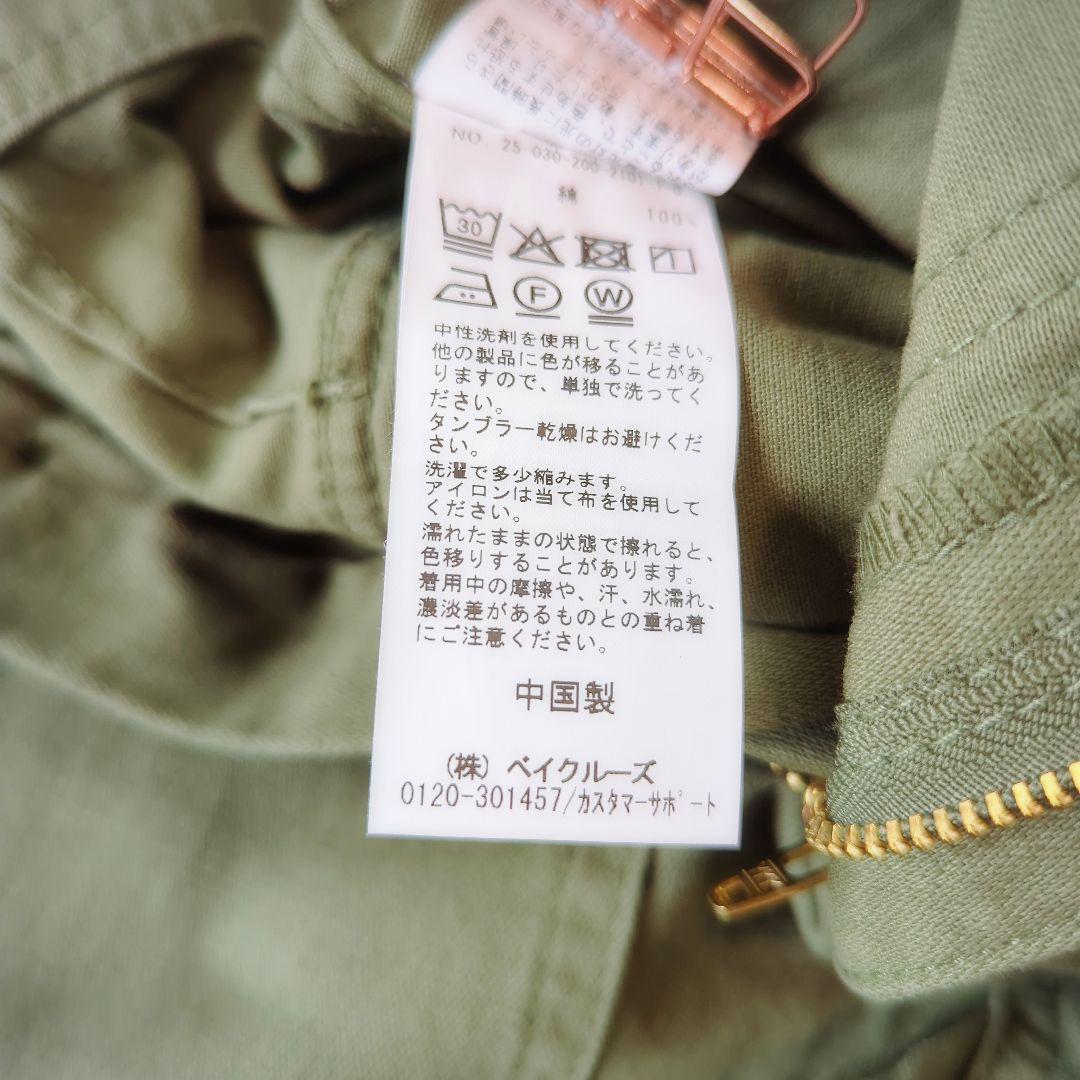 NO. 25-030-200-2101-1-0
綿 100%
30
F W
中性洗剤を使用してください。
他の製品に色が移ることがあ
りますので、単独で洗ってく
ださい。
タンブラー乾燥はお避けくだ
さい。
洗濯で多少縮みます。
アイロンは当て布を使用して
ください。
濡れたままの状態で擦れると、
色移りすることがあります。
着用中の摩擦や、汗、水濡れ、
濃淡差があるものとの重ね着
にご注意ください。
中国製
(株) ベイクルーズ
0120-301457/カスタマーサポート